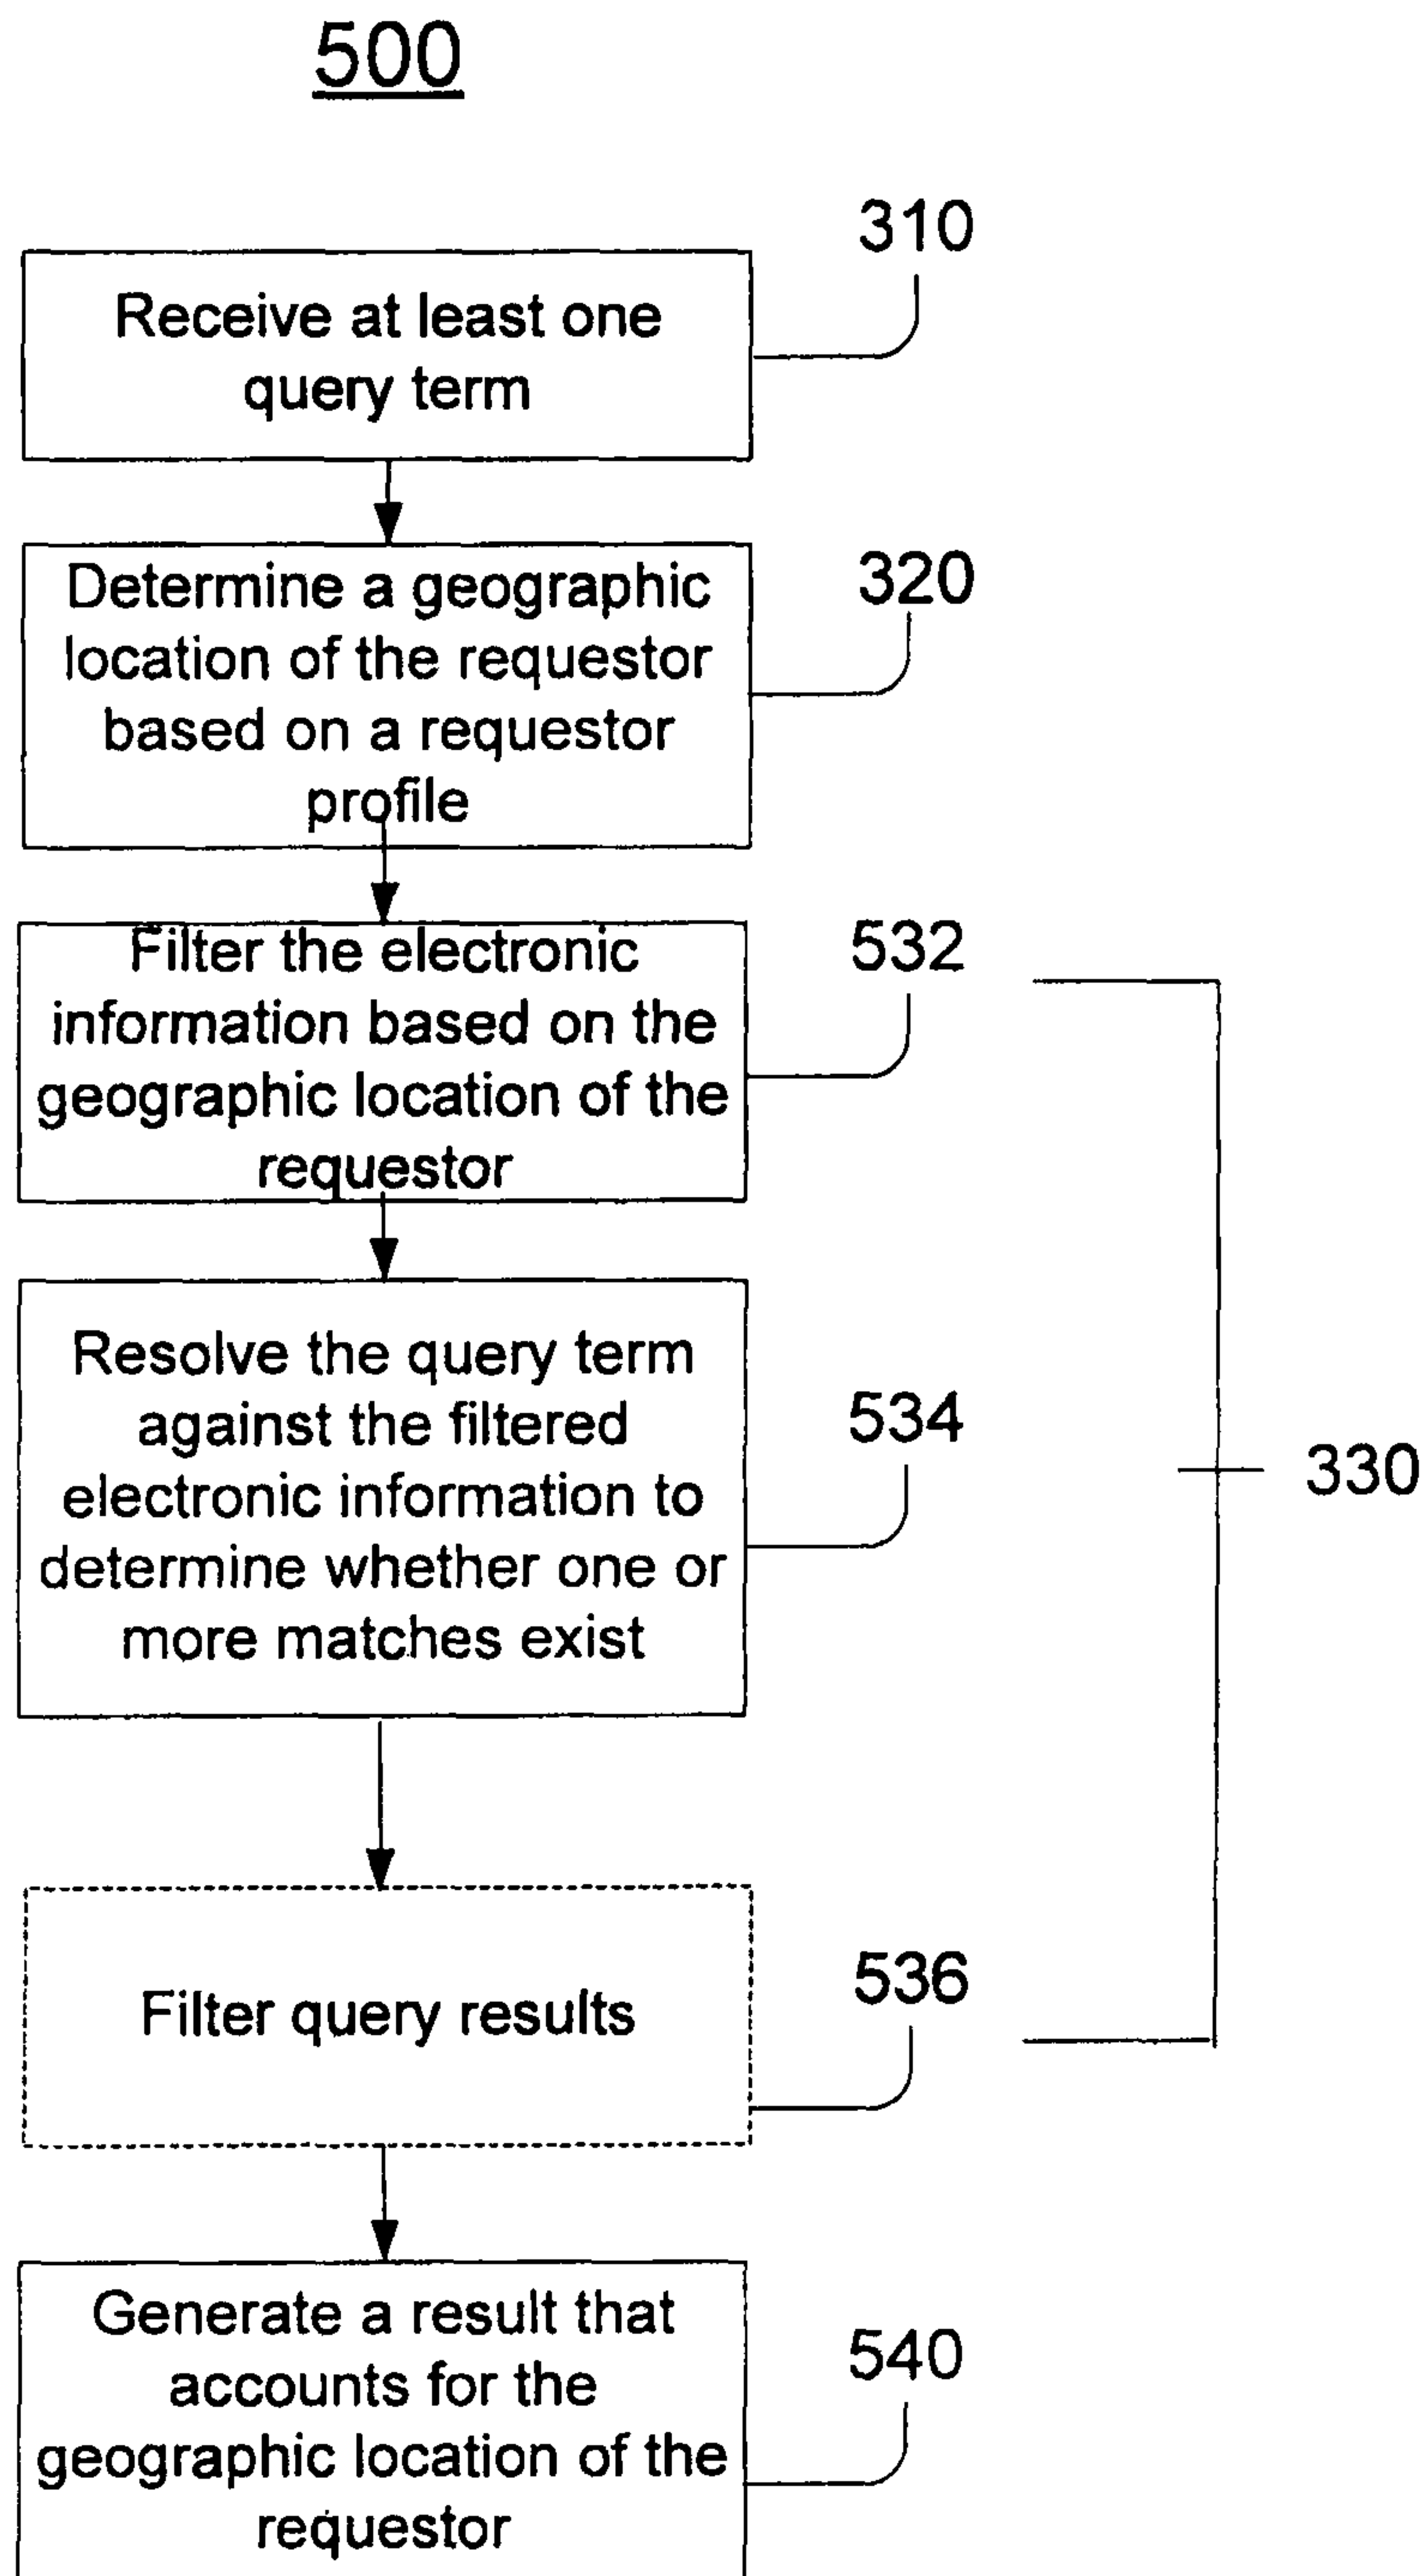 500
310
Receive at least one
query term
320
Determine a geographic
location of the requestor
based on a requestor
profile
532
Filter the electronic
information based on the
geographic location of the
requestor
534
Resolve the query term
against the filtered
electronic information to
determine whether one or
more matches exist
330
536
Filter query results
540
Generate a result that
accounts for the
geographic location of the
requestor